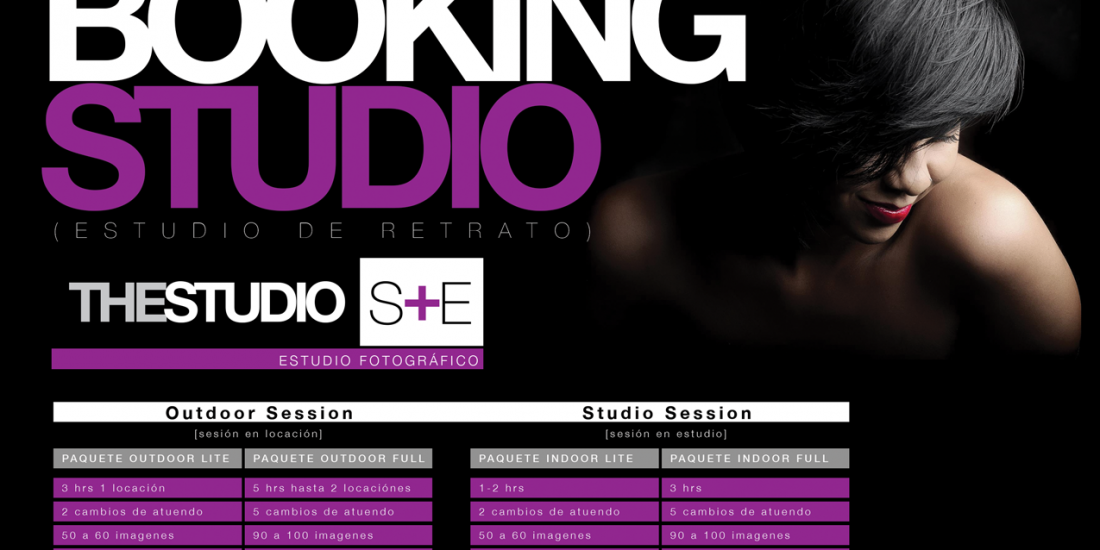 BOOKING
STUDIO
(ESTUDIO DE RETRATO)
THESTUDIO S+E
ESTUDIO FOTOGRÁFICO
Outdoor Session
[sesión en locación]
PAQUETE OUTDOOR LITE PAQUETE OUTDOOR FULL
3 hrs 1 locación 5 hrs hasta 2 locaciónes
2 cambios de atuendo 5 cambios de atuendo
50 a 60 imagenes 90 a 100 imagenes
Studio Session
[sesión en estudio]
PAQUETE INDOOR LITE PAQUETE INDOOR FULL
1-2 hrs 3 hrs
2 cambios de atuendo 5 cambios de atuendo
50 a 60 imagenes 90 a 100 imagenes